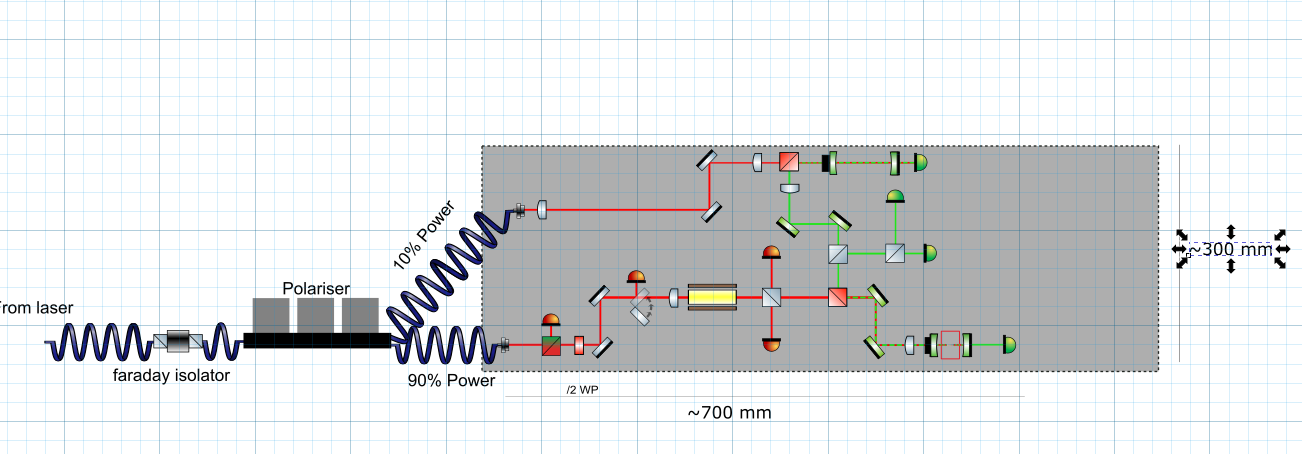 10% Power
~300 mm
Polariser
From laser
faraday isolator
90% Power
/2 WP
~700 mm